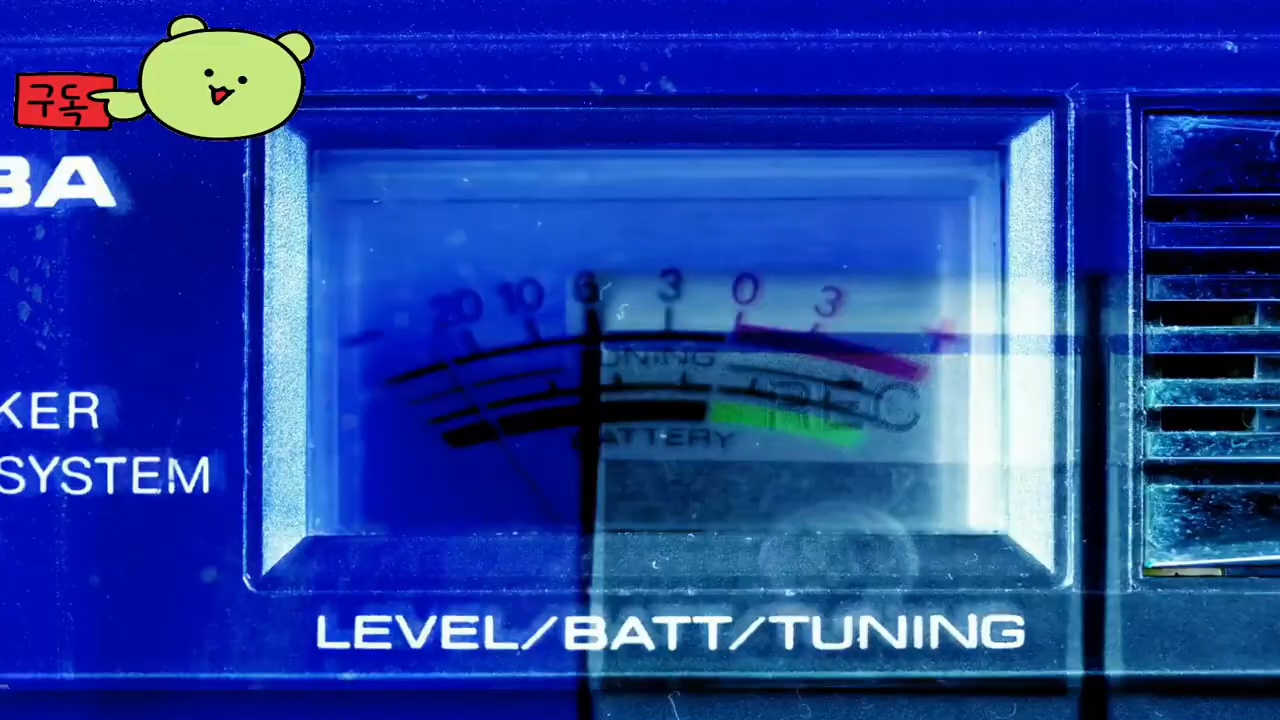 구독
BA
20 10 6 3 0 3
- +
TUNING
REC
BATTERY
KER
SYSTEM
LEVEL/BATT/TUNING